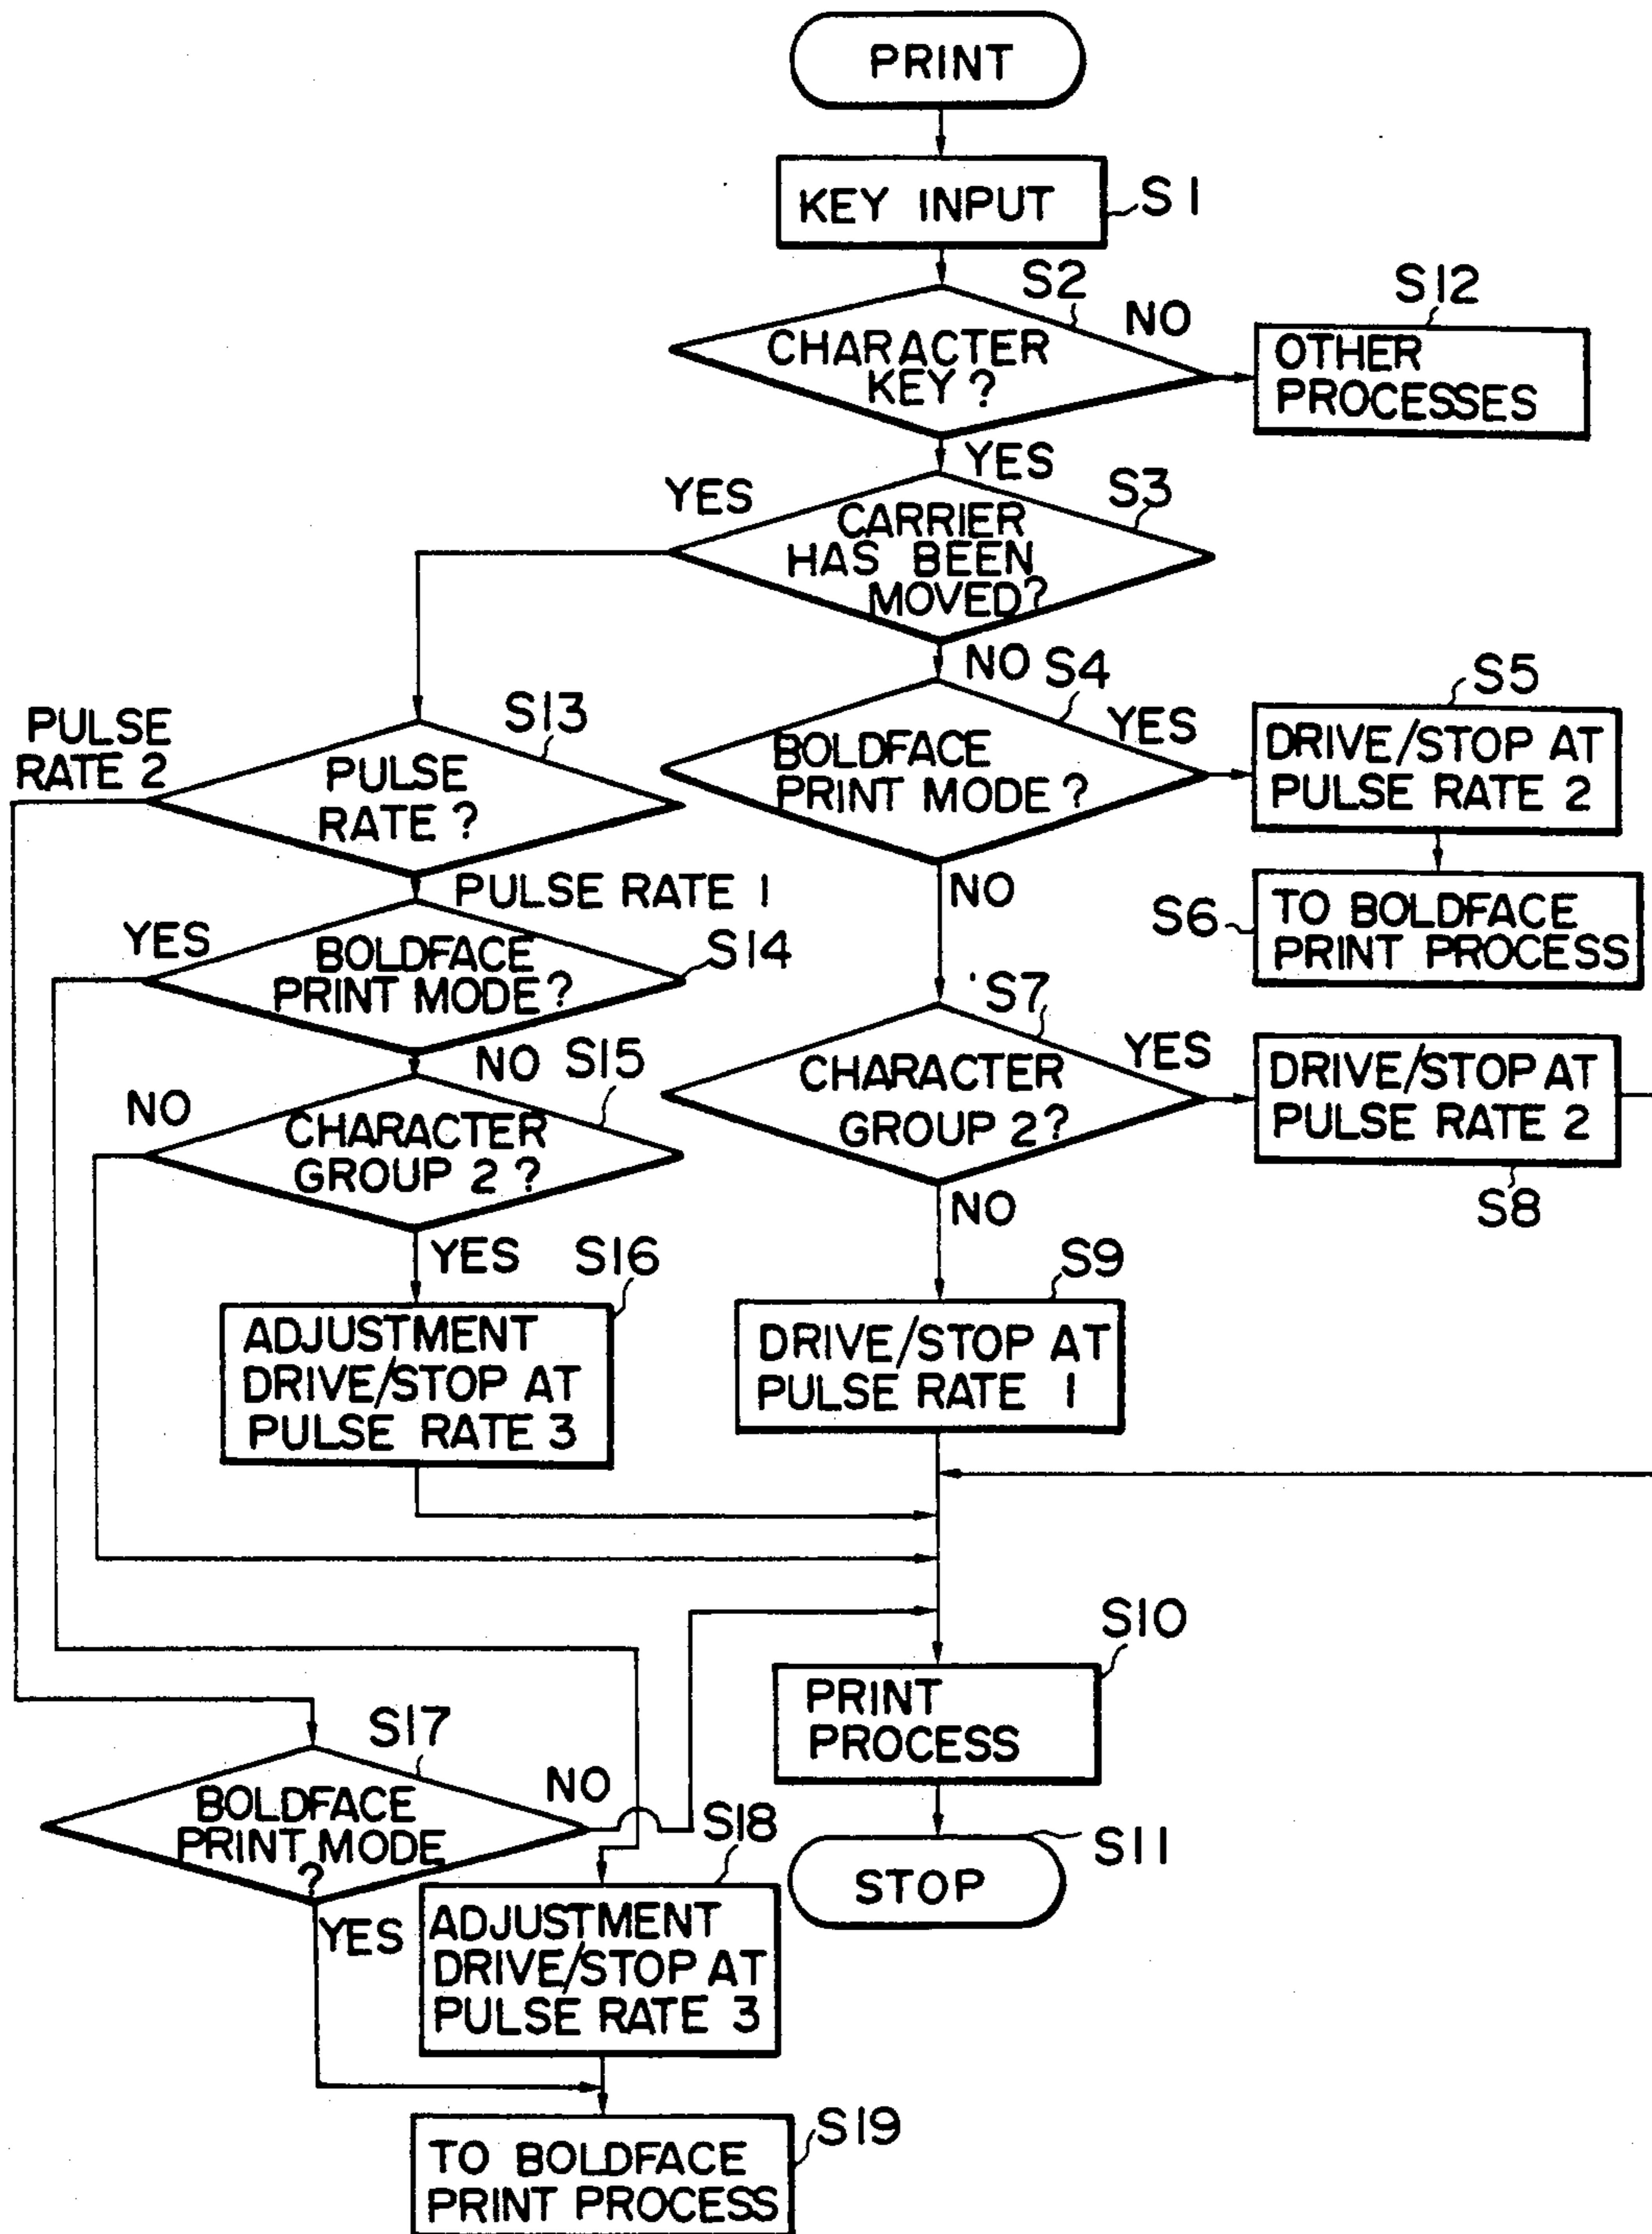 PRINT
KEY INPUT
S1
S2
NO
S12
CHARACTER
KEY ?
OTHER
PROCESSES
YES
YES
S3
CARRIER
HAS BEEN
MOVED?
NO
S4
S5
PULSE
RATE 2
S13
YES
BOLDFACE
PRINT MODE ?
DRIVE/STOP AT
PULSE RATE 2
PULSE
RATE ?
PULSE RATE 1
NO
S6
TO BOLDFACE
PRINT PROCESS
YES
BOLDFACE
PRINT MODE ?
S14
S7
NO
S15
YES
CHARACTER
GROUP 2?
DRIVE/STOP AT
PULSE RATE 2
S8
NO
CHARACTER
GROUP 2 ?
NO
YES
S16
S9
ADJUSTMENT
DRIVE/STOP AT
PULSE RATE 3
DRIVE/STOP AT
PULSE RATE 1
S10
PRINT
PROCESS
S17
NO
BOLDFACE
PRINT MODE
?
S18
S11
STOP
YES
ADJUSTMENT
DRIVE/STOP AT
PULSE RATE 3
S19
TO BOLDFACE
PRINT PROCESS